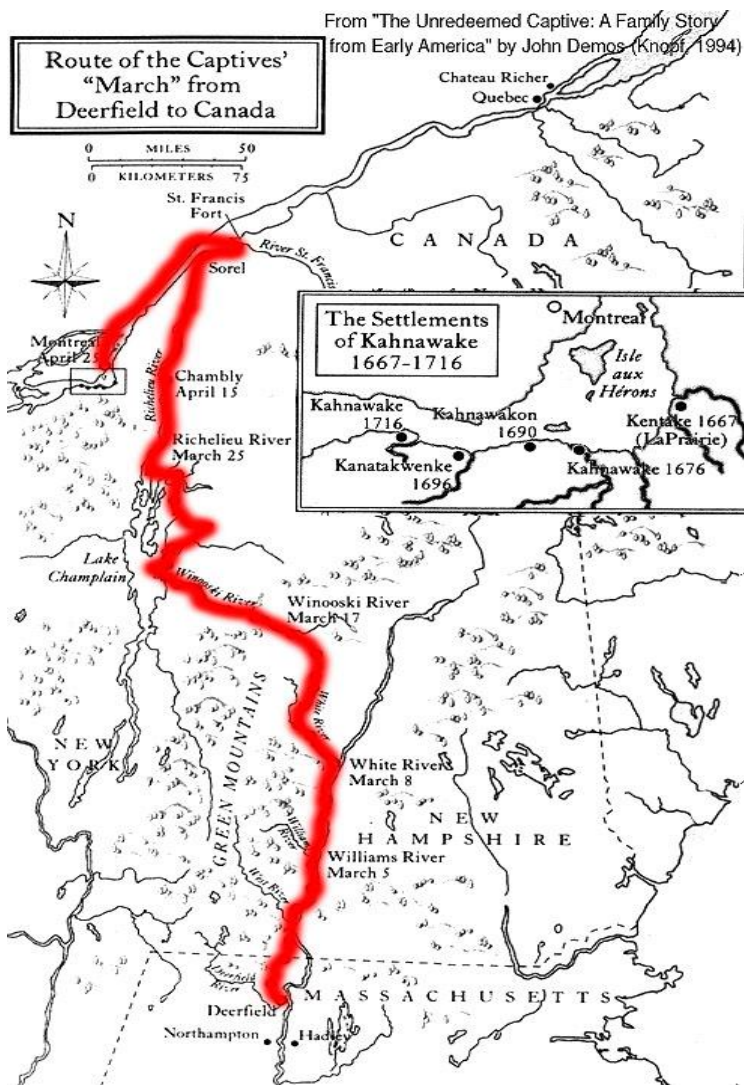 From "The Unredeemed Captive: A Family Story
from Early America" by John Demos (Knopf, 1994)
Route of the Captives'
"March" from
Deerfield to Canada
0 MILES 50
0 KILOMETERS 75
N
Chateau Richer
Quebec
St. Francis
Fort
CANADA
River St. Francis
Sorel
Montreal
April 25
Richelieu River
Chambly
April 15
Richelieu River
March 25
The Settlements
of Kahnawake
1667-1716
Montreal
Isle
aux
Hérons
Kahnawake
1716
Kahnawakon
1690
Kentake 1667
(LaPrairie)
Kanatakwenke
1696
Kahnawake 1676
Lake
Champlain
Winooski River
Winooski River
March 17
GREEN MOUNTAINS
White River
NEW
YORK
White River
March 8
NEW
HAMPSHIRE
Williams
River
Williams River
March 5
West River
Deerfield
River
Deerfield
MASSACHUSETTS
Northampton
Hadley